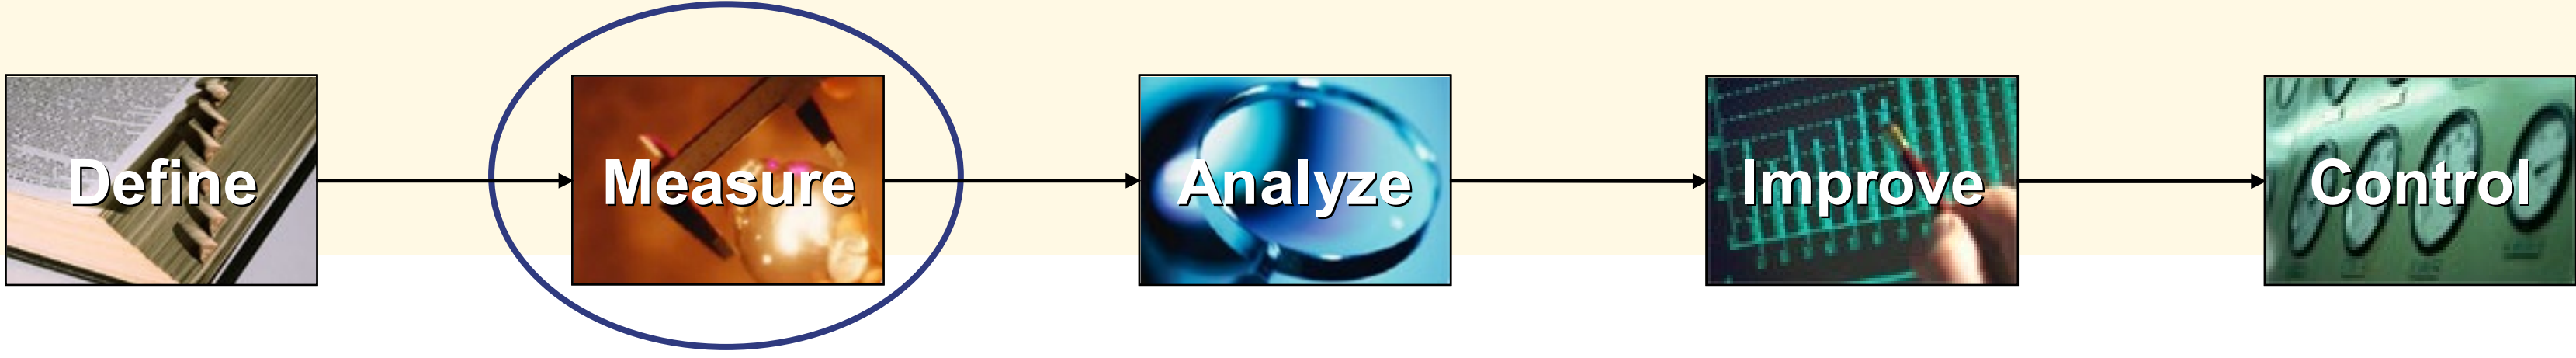 Define
Measure
Analyze
Improve
Control